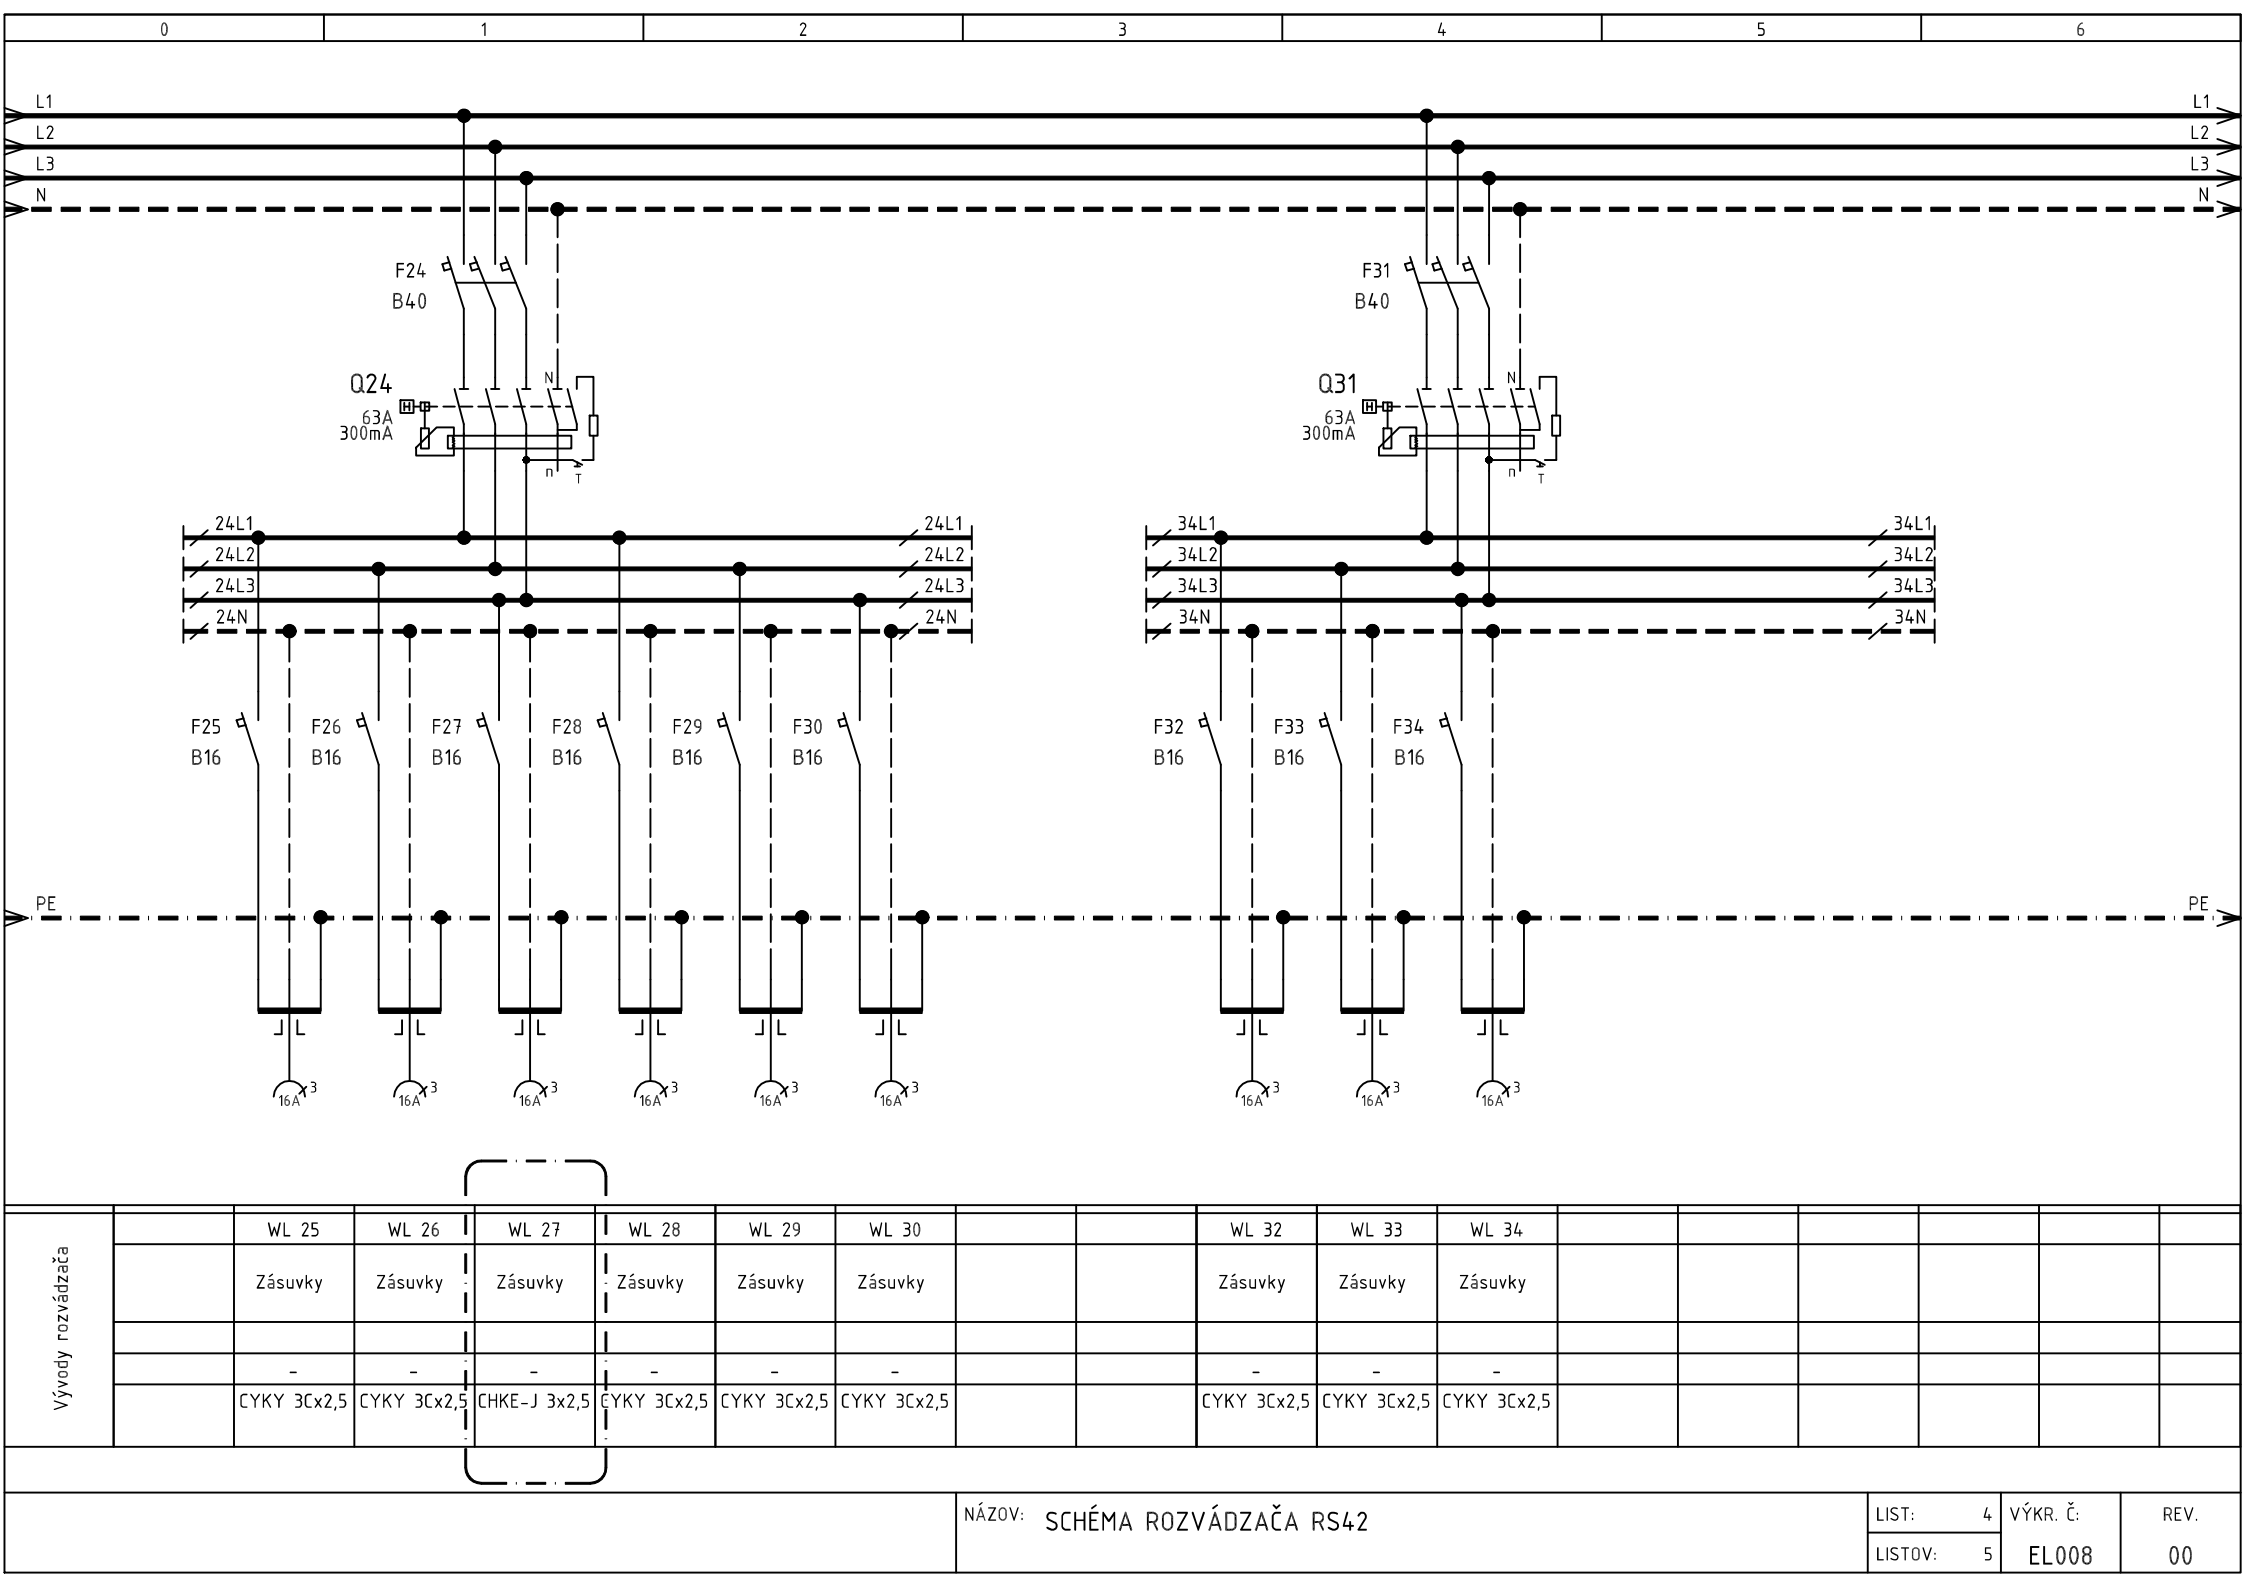 0 1 2 3 4 5 6
L1 L1
L2 L2
L3 L3
N N
F24 F31
B40 B40
Q24 N Q31 N
63A 63A
300mA 300mA
n T n T
24L1 24L1 34L1 34L1
24L2 24L2 34L2 34L2
24L3 24L3 34L3 34L3
24N 24N 34N 34N
F25 F26 F27 F28 F29 F30 F32 F33 F34
B16 B16 B16 B16 B16 B16 B16 B16 B16
PE PE
3 3 3 3 3 3 3 3 3
16A 16A 16A 16A 16A 16A 16A 16A 16A
Vývody rozvádzača
WL 25 WL 26 WL 27 WL 28 WL 29 WL 30 WL 32 WL 33 WL 34
Zásuvky Zásuvky Zásuvky Zásuvky Zásuvky Zásuvky Zásuvky Zásuvky Zásuvky
- - - - - - - - -
CYKY 3Cx2,5 CYKY 3Cx2,5 CHKE-J 3x2,5 CYKY 3Cx2,5 CYKY 3Cx2,5 CYKY 3Cx2,5 CYKY 3Cx2,5 CYKY 3Cx2,5 CYKY 3Cx2,5
NÁZOV: SCHÉMA ROZVÁDZAČA RS42
LIST: 4 VÝKR. Č: REV.
LISTOV: 5 EL008 00